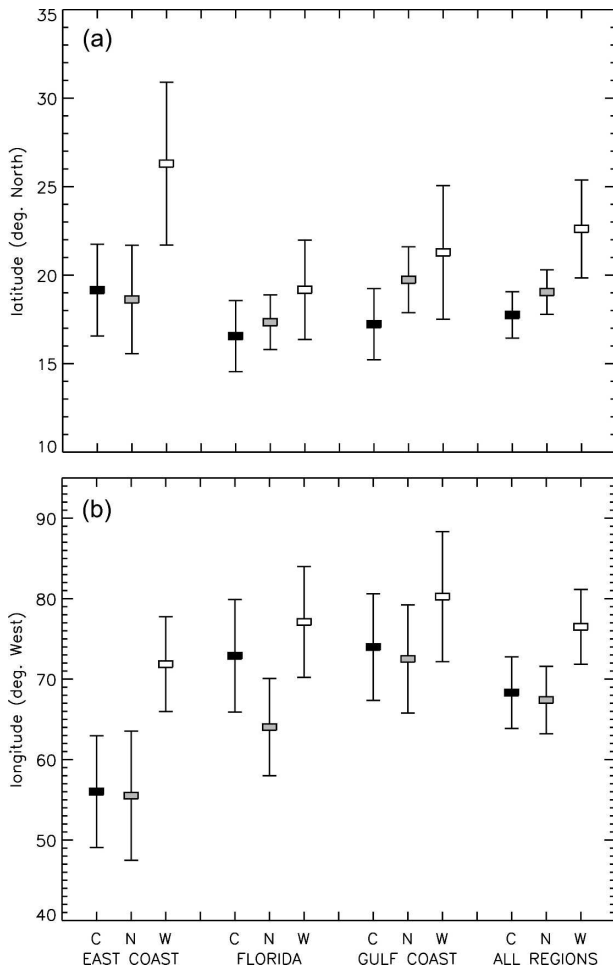 (a)
latitude (deg. North)
35
30
25
20
15
10
(b)
longitude (deg. West)
90
80
70
60
50
40
C N W C N W C N W C N W
EAST COAST FLORIDA GULF COAST ALL REGIONS